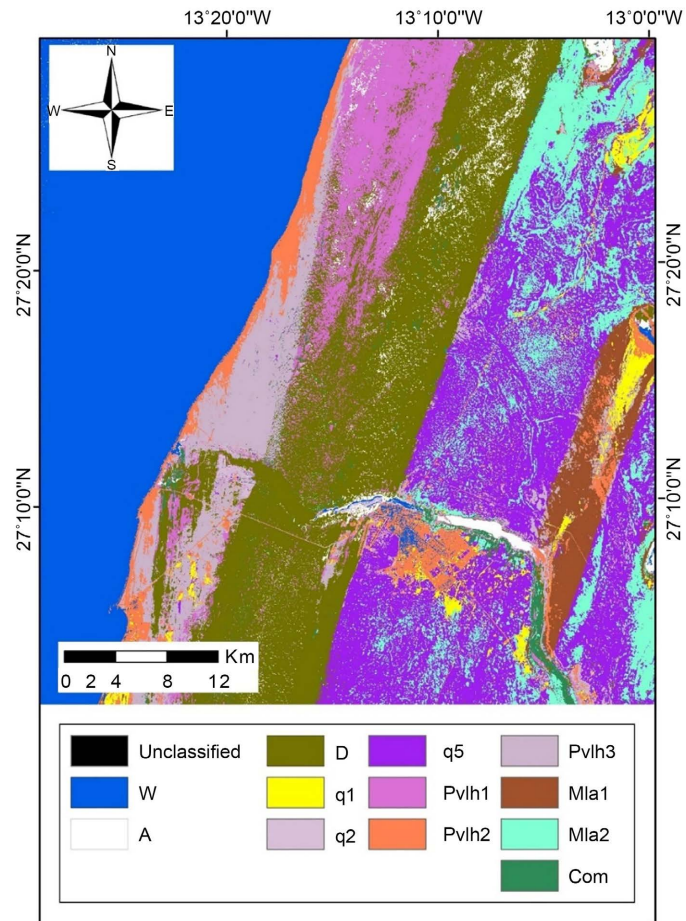 13°20'0"W 13°10'0"W 13°0'0"W
N
W E
S
27°20'0"N 27°20'0"N
27°10'0"N 27°10'0"N
Km
0 2 4 8 12
Unclassified D q5 Pvlh3
W q1 Pvlh1 Mla1
A q2 Pvlh2 Mla2
Com